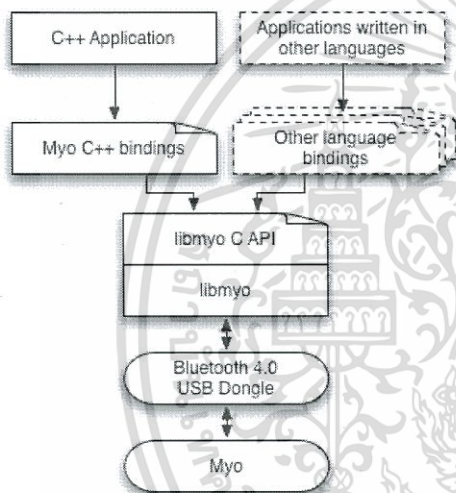 C++ Application
Applications written in
other languages
Myo C++ bindings
Other language
bindings
libmyo C API
libmyo
Bluetooth 4.0
USB Dongle
Myo